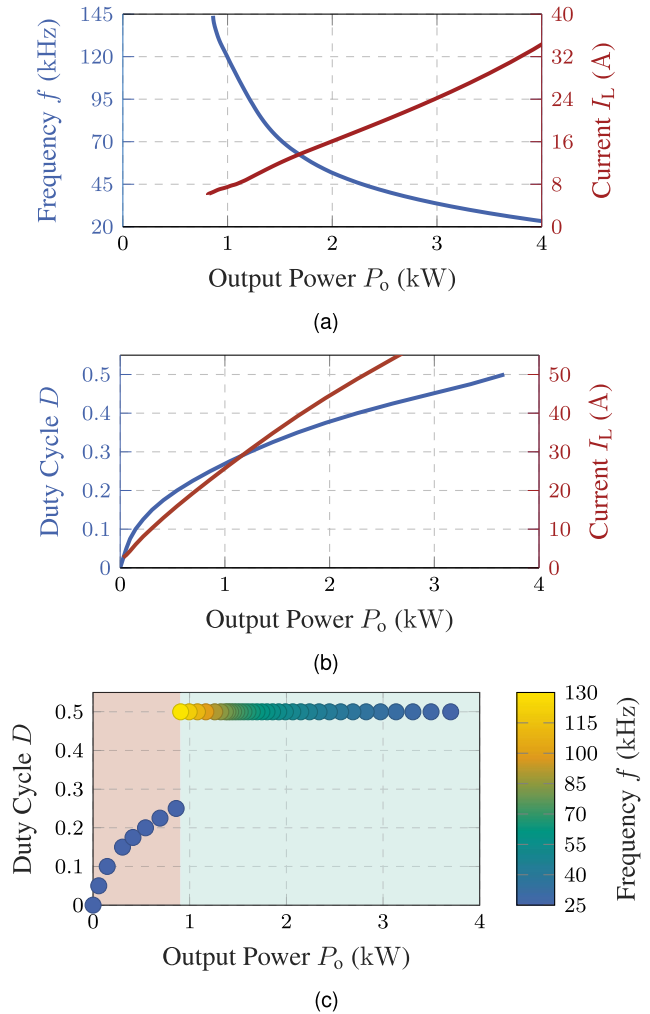 145
120
95
70
45
20
Frequency f (kHz)
40
32
24
16
8
0
Current I_L (A)
0 1 2 3 4
Output Power P_o (kW)
(a)
0.5
0.4
0.3
0.2
0.1
0
Duty Cycle D
50
40
30
20
10
0
Current I_L (A)
0 1 2 3 4
Output Power P_o (kW)
(b)
0.5
0.4
0.3
0.2
0.1
0
Duty Cycle D
0 1 2 3 4
Output Power P_o (kW)
130
115
100
85
70
55
40
25
Frequency f (kHz)
(c)